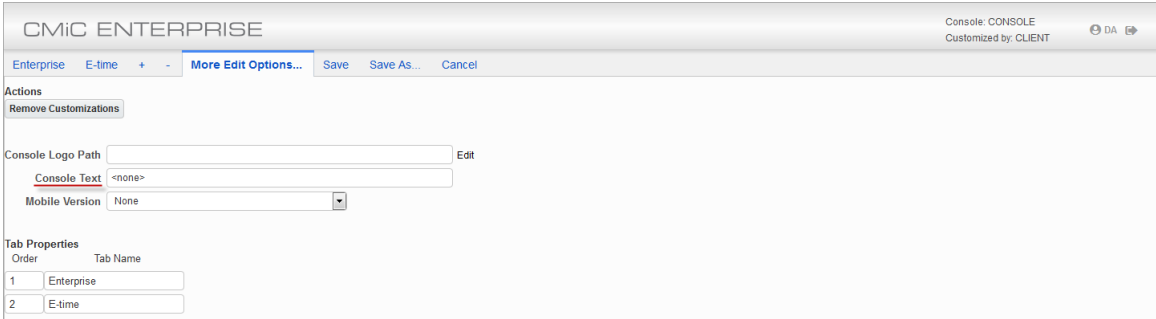 CMiC ENTERPRISE
Console: CONSOLE
Customized by: CLIENT
DA
Enterprise E-time + - More Edit Options... Save Save As... Cancel
Actions
Remove Customizations
Console Logo Path Edit
Console Text <none>
Mobile Version None
Tab Properties
Order Tab Name
1 Enterprise
2 E-time